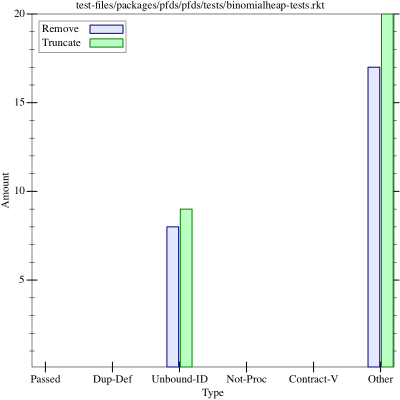 test-files/packages/pfds/pfds/tests/binomialheap-tests.rkt
20
Remove
Truncate
15
10
5
Amount
Passed Dup-Def Unbound-ID Not-Proc Contract-V Other
Type